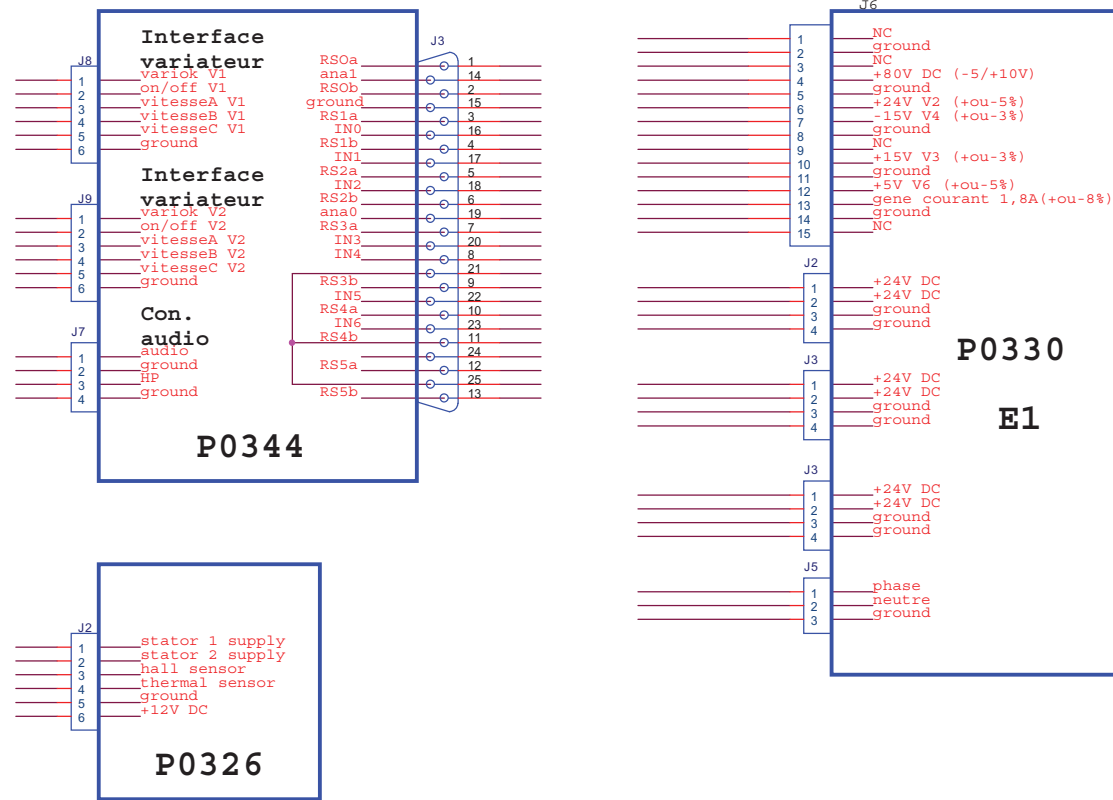 Interface
variateur
J8
1 variok V1
2 on/off V1
3 vitesseA V1
4 vitesseB V1
5 vitesseC V1
6 ground
Interface
variateur
J9
1 variok V2
2 on/off V2
3 vitesseA V2
4 vitesseB V2
5 vitesseC V2
6 ground
Con.
audio
J7
1 audio
2 ground
3 HP
4 ground
P0344
J3
RSOa 1
ana1 14
RSOb 2
ground 15
RS1a 3
IN0 16
RS1b 4
IN1 17
RS2a 5
IN2 18
RS2b 6
ana0 19
RS3a 7
IN3 20
IN4 8
21
RS3b 9
IN5 22
RS4a 10
IN6 23
RS4b 11
24
RS5a 12
25
RS5b 13
J2
1 stator 1 supply
2 stator 2 supply
3 hall sensor
4 thermal sensor
5 ground
6 +12V DC
P0326
J6
1 NC
2 ground
3 NC
4 +80V DC (-5/+10V)
5 ground
6 +24V V2 (+ou-5%)
7 -15V V4 (+ou-3%)
8 ground
9 NC
10 +15V V3 (+ou-3%)
11 ground
12 +5V V6 (+ou-5%)
13 gene courant 1,8A(+ou-8%)
14 ground
15 NC
J2
1 +24V DC
2 +24V DC
3 ground
4 ground
P0330
J3
1 +24V DC
2 +24V DC
3 ground
4 ground
E1
J3
1 +24V DC
2 +24V DC
3 ground
4 ground
J5
1 phase
2 neutre
3 ground